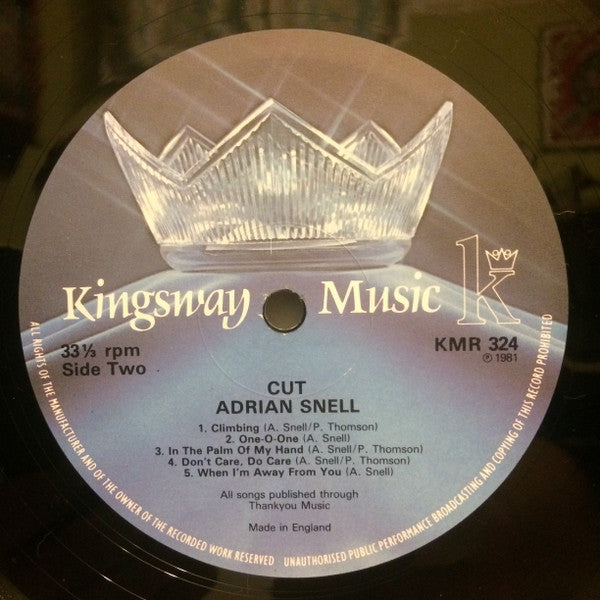 Kingsway Music k
33⅓ rpm
Side Two
KMR 324
℗ 1981
CUT
ADRIAN SNELL
1. Climbing (A. Snell/P. Thomson)
2. One-O-One (A. Snell)
3. In The Palm Of My Hand (A. Snell/P. Thomson)
4. Don't Care, Do Care (A. Snell/P. Thomson)
5. When I'm Away From You (A. Snell)
All songs published through
Thankyou Music
Made in England
ALL RIGHTS OF THE MANUFACTURER AND OF THE OWNER OF THE RECORDED WORK RESERVED UNAUTHORISED PUBLIC PERFORMANCE BROADCASTING AND COPYING OF THIS RECORD PROHIBITED